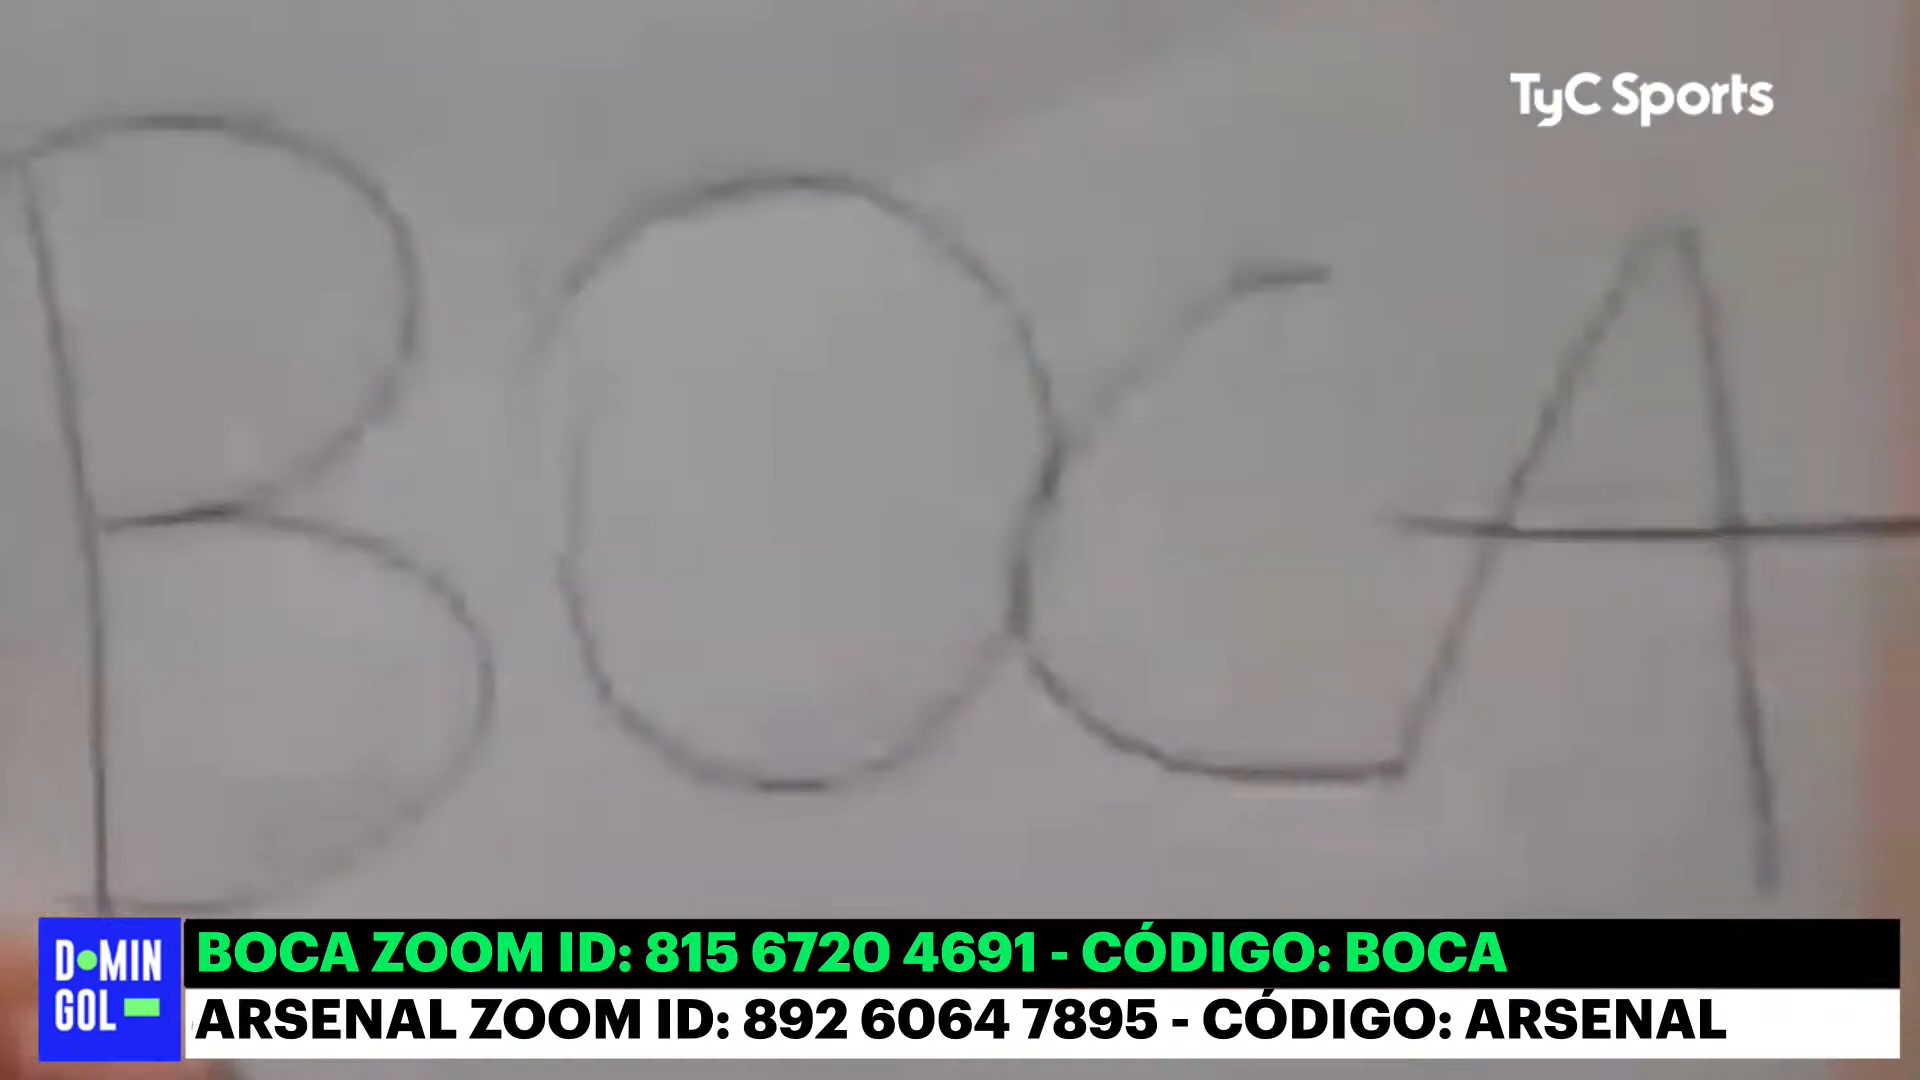 TyC Sports
BOCA
DOMIN
GOL
BOCA ZOOM ID: 815 6720 4691 - CÓDIGO: BOCA
ARSENAL ZOOM ID: 892 6064 7895 - CÓDIGO: ARSENAL